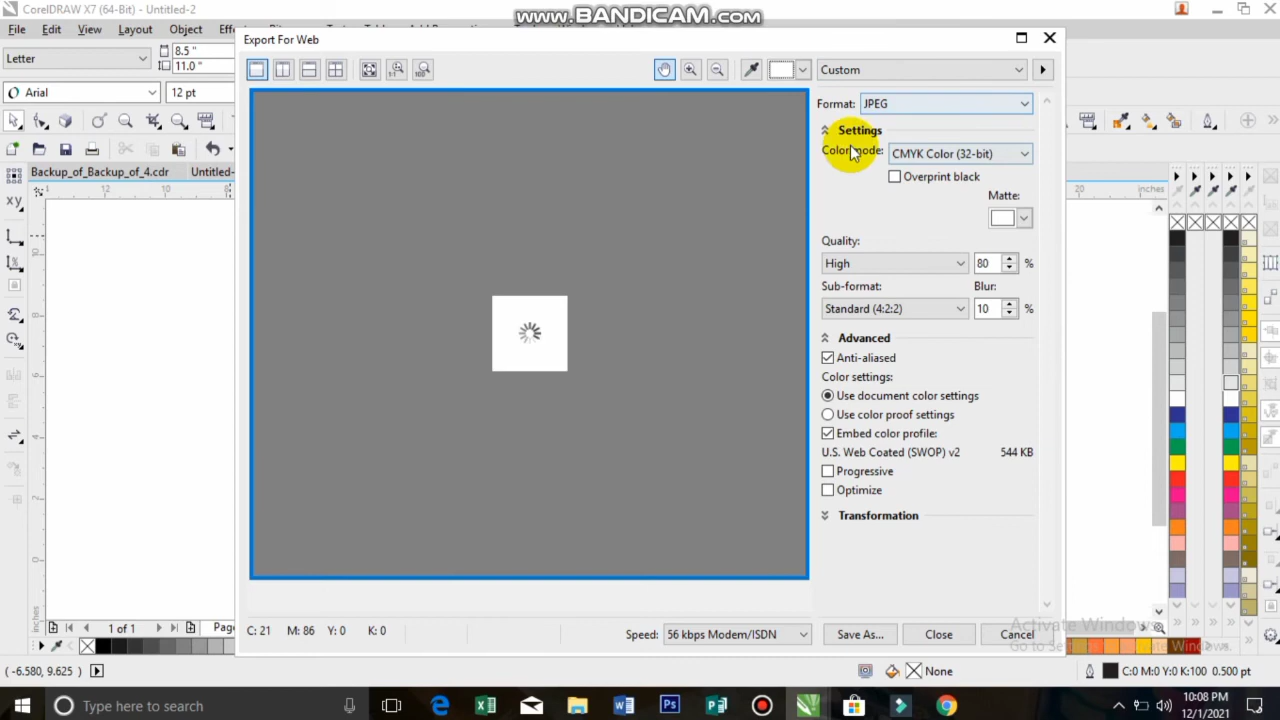 CorelDRAW X7 (64-Bit) - Untitled-2
www.BANDICAM.com
File Edit View Layout Object
Export For Web
Letter
8.5 "
11.0 "
Custom
Arial
12 pt
Format: JPEG
Settings
Color mode: CMYK Color (32-bit)
Overprint black
Backup_of_Backup_of_4.cdr Untitled-
Matte:
20 inches
Quality:
High 80 %
Sub-format: Blur:
Standard (4:2:2) 10 %
Advanced
Anti-aliased
Color settings:
Use document color settings
Use color proof settings
Embed color profile:
U.S. Web Coated (SWOP) v2 544 KB
Progressive
Optimize
Transformation
inches
1 of 1
C: 21 M: 86 Y: 0 K: 0
Speed: 56 kbps Modem/ISDN
Save As... Close Cancel
Activate Windows
(-6.580, 9.625)
None
C:0 M:0 Y:0 K:100 0.500 pt
Type here to search
10:08 PM
12/1/2021